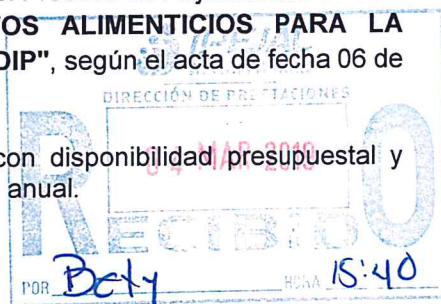 OS ALIMENTICIOS PARA LA
DIP", según el acta de fecha 06 de
DIRECCIÓN DE PRESTACIONES
con disponibilidad presupuestal y
04 MAR 2019
anual.
RECIBIDO
POR Bety HORA 15:40